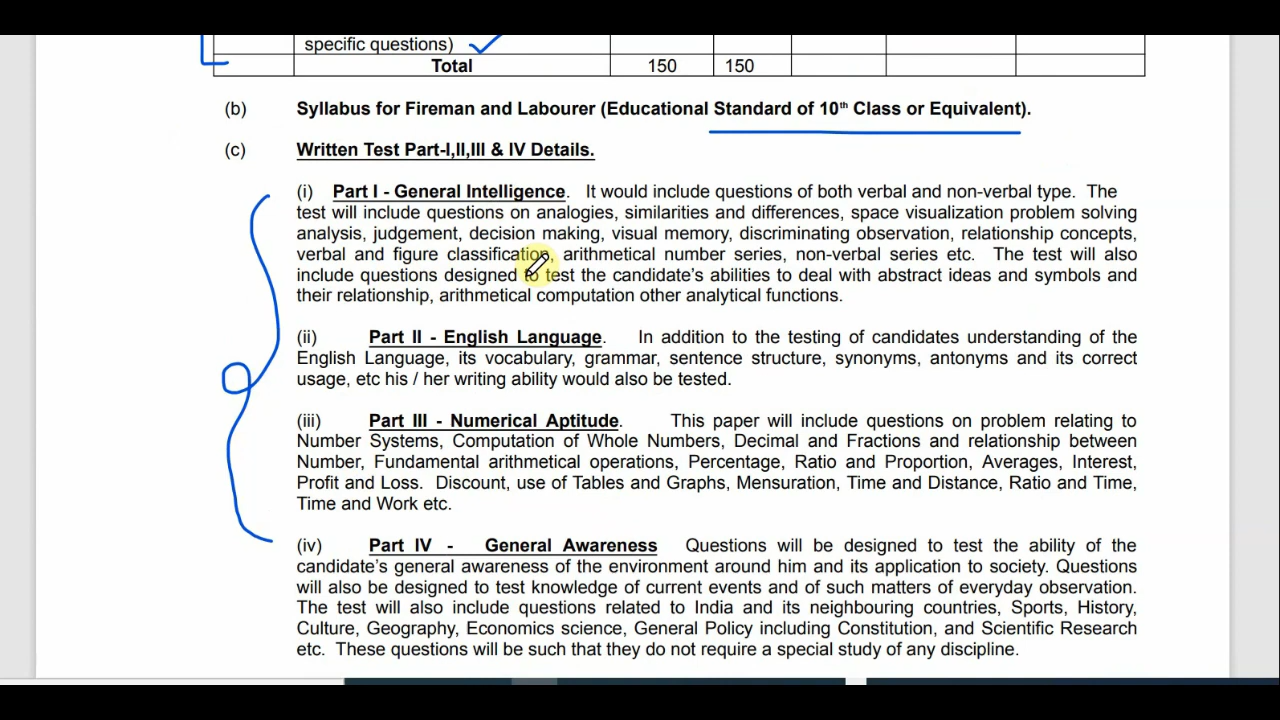 specific questions)
Total 150 150
(b) Syllabus for Fireman and Labourer (Educational Standard of 10th Class or Equivalent).
(c) Written Test Part-I,II,III & IV Details.
(i) Part I - General Intelligence. It would include questions of both verbal and non-verbal type. The
test will include questions on analogies, similarities and differences, space visualization problem solving
analysis, judgement, decision making, visual memory, discriminating observation, relationship concepts,
verbal and figure classification, arithmetical number series, non-verbal series etc. The test will also
include questions designed to test the candidate's abilities to deal with abstract ideas and symbols and
their relationship, arithmetical computation other analytical functions.
(ii) Part II - English Language. In addition to the testing of candidates understanding of the
English Language, its vocabulary, grammar, sentence structure, synonyms, antonyms and its correct
usage, etc his / her writing ability would also be tested.
(iii) Part III - Numerical Aptitude. This paper will include questions on problem relating to
Number Systems, Computation of Whole Numbers, Decimal and Fractions and relationship between
Number, Fundamental arithmetical operations, Percentage, Ratio and Proportion, Averages, Interest,
Profit and Loss. Discount, use of Tables and Graphs, Mensuration, Time and Distance, Ratio and Time,
Time and Work etc.
(iv) Part IV - General Awareness Questions will be designed to test the ability of the
candidate's general awareness of the environment around him and its application to society. Questions
will also be designed to test knowledge of current events and of such matters of everyday observation.
The test will also include questions related to India and its neighbouring countries, Sports, History,
Culture, Geography, Economics science, General Policy including Constitution, and Scientific Research
etc. These questions will be such that they do not require a special study of any discipline.